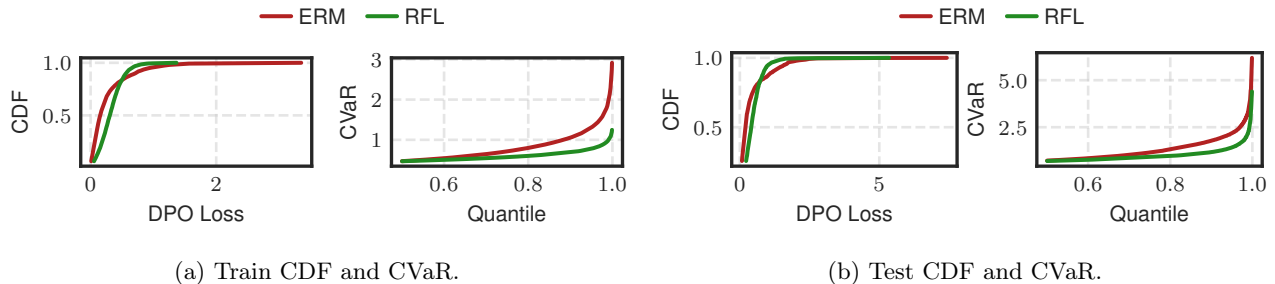 ERM RFL
ERM RFL
CDF
1.0
0.5
0 2
DPO Loss
CVaR
3
2
1
0.6 0.8 1.0
Quantile
CDF
1.0
0.5
0 5
DPO Loss
CVaR
5.0
2.5
0.6 0.8 1.0
Quantile
(a) Train CDF and CVaR.
(b) Test CDF and CVaR.